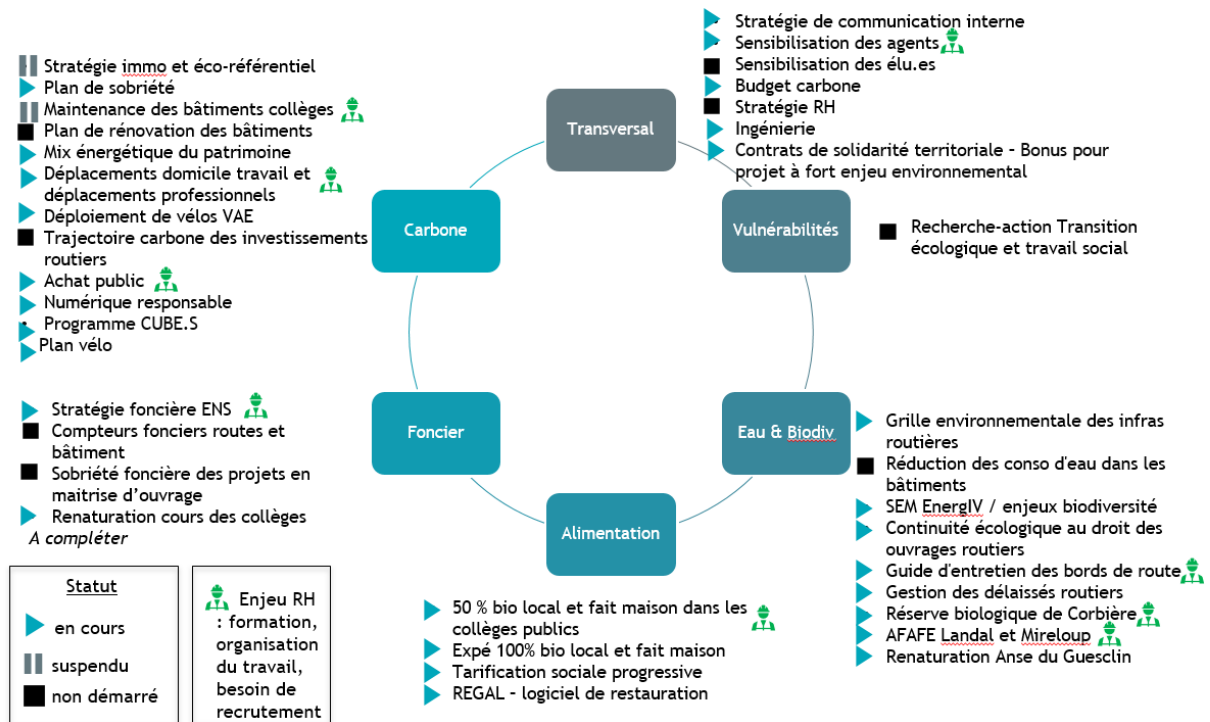 Stratégie immo et éco-référentiel
Plan de sobriété
Maintenance des bâtiments collèges
Plan de rénovation des bâtiments
Mix énergétique du patrimoine
Déplacements domicile travail et
déplacements professionnels
Déploiement de vélos VAE
Trajectoire carbone des investissements
routiers
Achat public
Numérique responsable
Programme CUBE.S
Plan vélo
Carbone
Transversal
Stratégie de communication interne
Sensibilisation des agents
Sensibilisation des élu.es
Budget carbone
Stratégie RH
Ingénierie
Contrats de solidarité territoriale – Bonus pour
projet à fort enjeu environnemental
Vulnérabilités
Recherche-action Transition
écologique et travail social
Stratégie foncière ENS
Compteurs fonciers routes et
bâtiment
Sobriété foncière des projets en
maitrise d’ouvrage
Renaturation cours des collèges
A compléter
Foncier
Eau & Biodiv
Grille environnementale des infras
routières
Réduction des conso d'eau dans les
bâtiments
SEM EnergIV / enjeux biodiversité
Continuité écologique au droit des
ouvrages routiers
Guide d'entretien des bords de route
Gestion des délaissés routiers
Réserve biologique de Corbière
AFAFE Landal et Mireloup
Renaturation Anse du Guesclin
Alimentation
50 % bio local et fait maison dans les
collèges publics
Expé 100% bio local et fait maison
Tarification sociale progressive
REGAL – logiciel de restauration
Statut
en cours
suspendu
non démarré
Enjeu RH
: formation,
organisation
du travail,
besoin de
recrutement